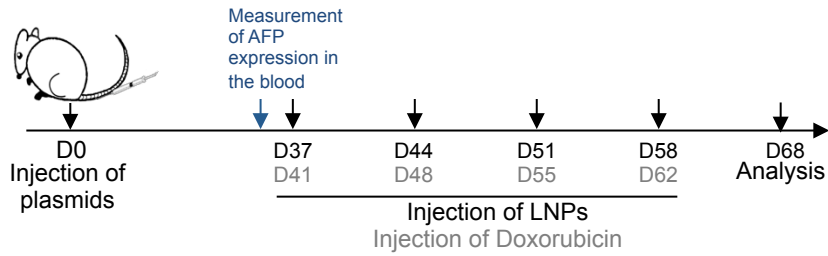 Measurement
of AFP
expression in
the blood
D0
Injection of
plasmids
D37
D41
D44
D48
D51
D55
D58
D62
D68
Analysis
Injection of LNPs
Injection of Doxorubicin